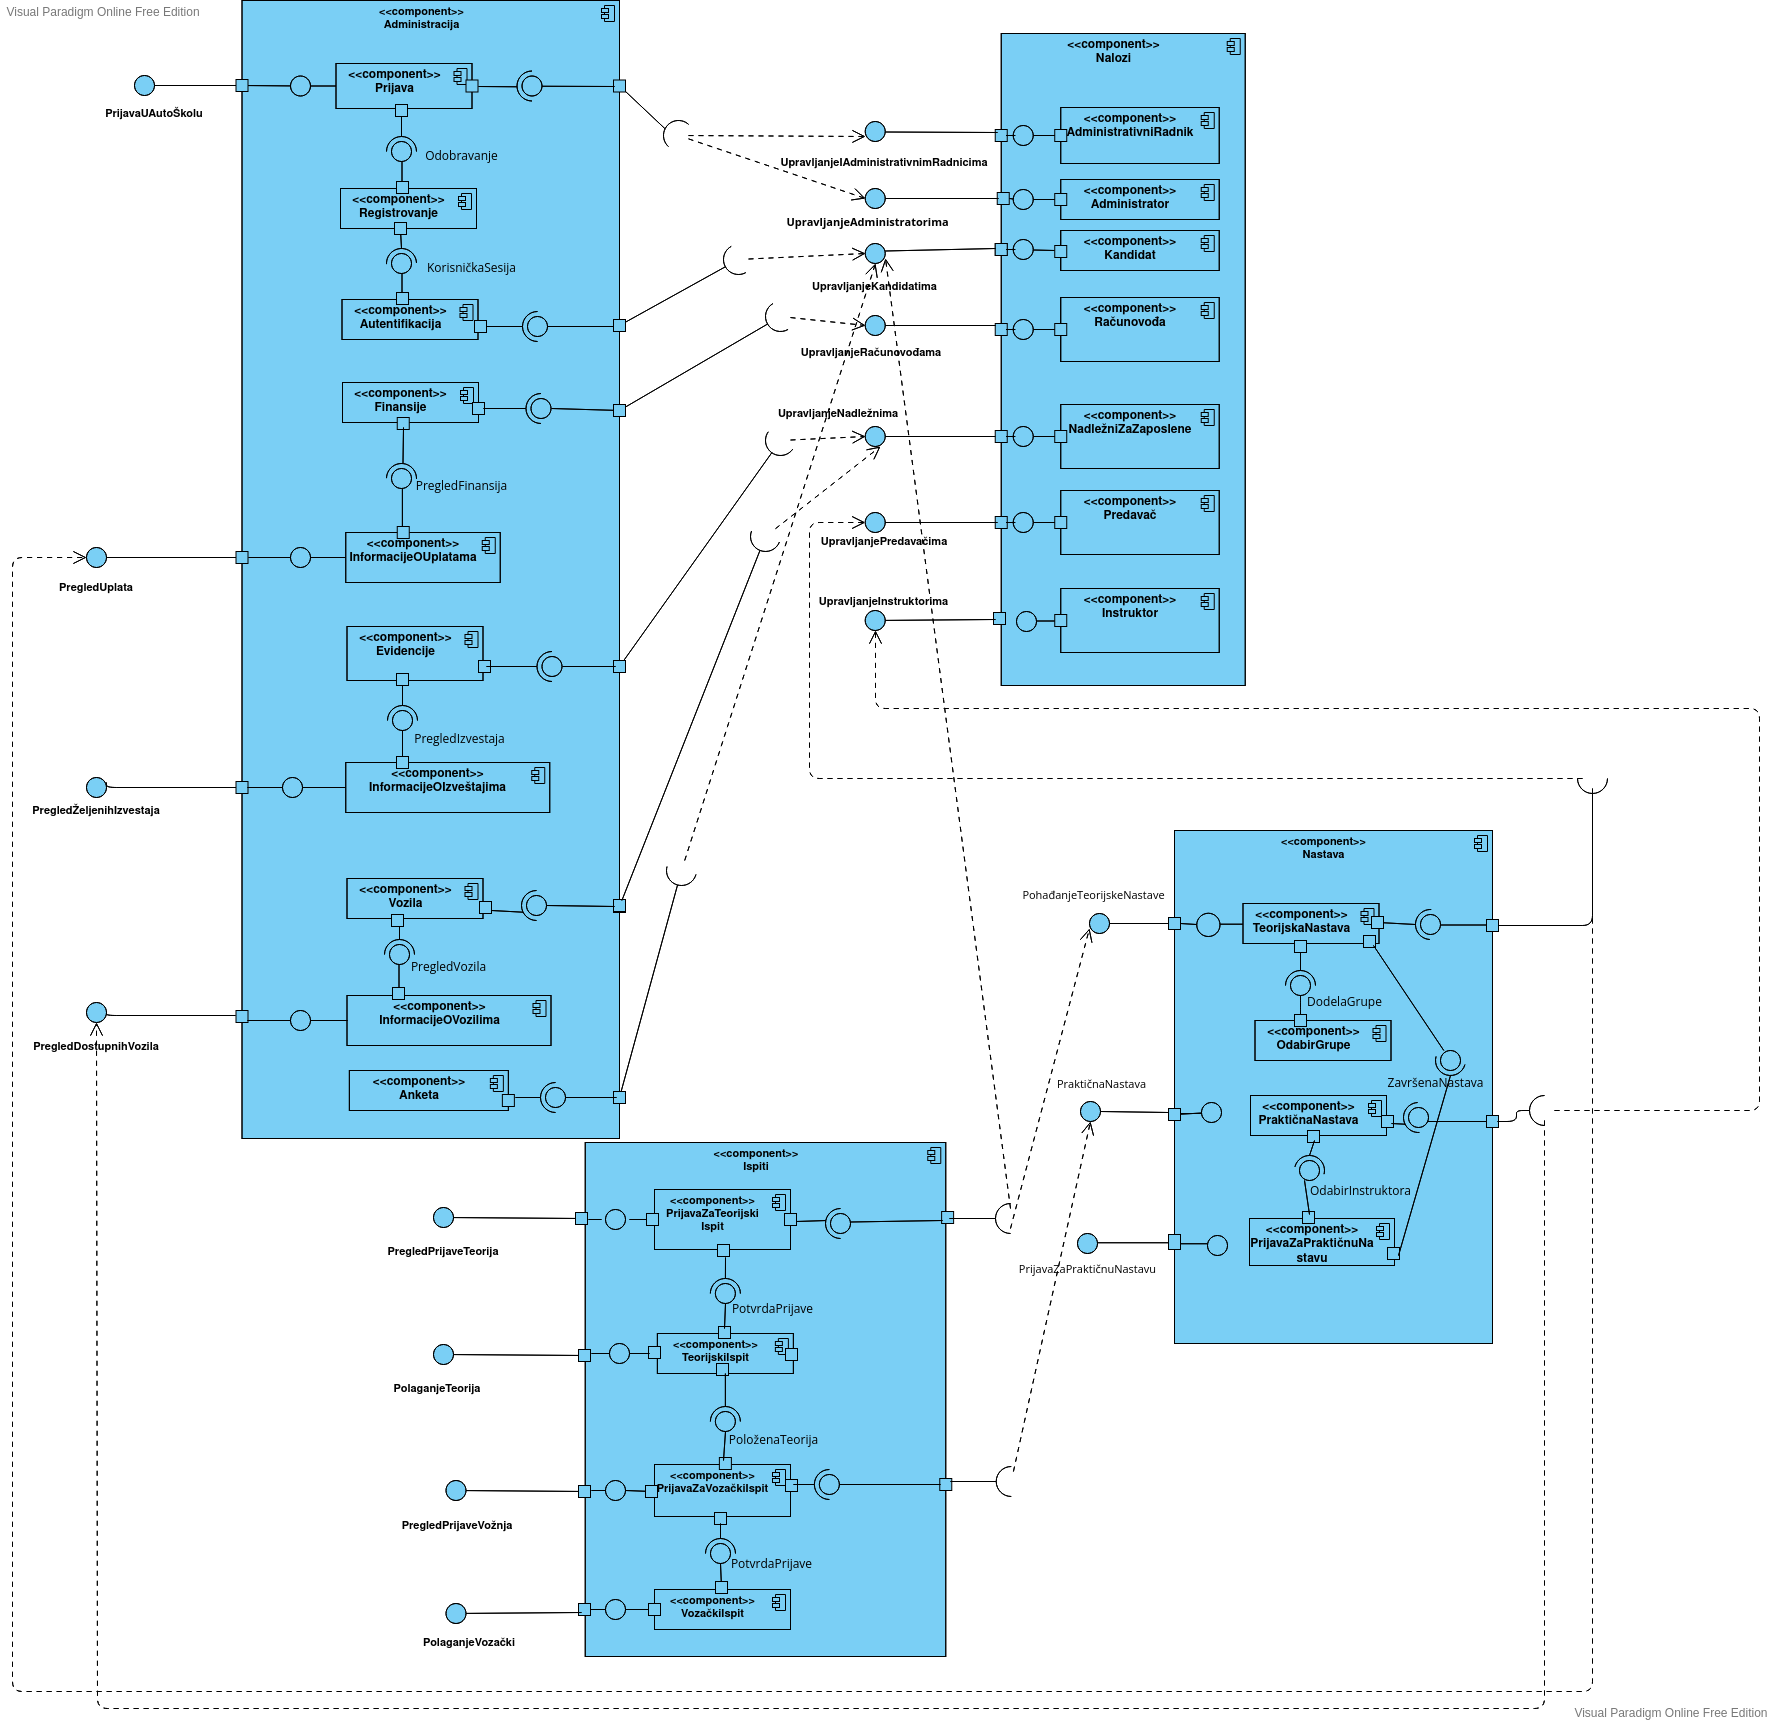 Visual Paradigm Online Free Edition
<<component>>
Administracija
PrijavaUAutoŠkolu
<<component>>
Prijava
Odobravanje
<<component>>
Registrovanje
KorisničkaSesija
<<component>>
Autentifikacija
<<component>>
Finansije
PregledFinansija
<<component>>
InformacijeOUplatama
PregledUplata
<<component>>
Evidencije
PregledIzvestaja
<<component>>
InformacijeOIzveštajima
PregledŽeljenihIzvestaja
<<component>>
Vozila
PregledVozila
<<component>>
InformacijeOVozilima
PregledDostupnihVozila
<<component>>
Anketa
<<component>>
Nalozi
<<component>>
AdministrativniRadnik
UpravljanjeIAdministrativnimRadnicima
<<component>>
Administrator
UpravljanjeAdministratorima
<<component>>
Kandidat
UpravljanjeKandidatima
<<component>>
Računovođa
UpravljanjeRačunovođama
UpravljanjeNadležnima
<<component>>
NadležniZaZaposlene
<<component>>
Predavač
UpravljanjePredavačima
UpravljanjeInstruktorima
<<component>>
Instruktor
<<component>>
Nastava
PohađanjeTeorijskeNastave
<<component>>
TeorijskaNastava
DodelaGrupe
<<component>>
OdabirGrupe
ZavršenaNastava
PraktičnaNastava
<<component>>
PraktičnaNastava
OdabirInstruktora
<<component>>
PrijavaZaPraktičnuNa
stavu
PrijavaZaPraktičnuNastavu
<<component>>
Ispiti
<<component>>
PrijavaZaTeorijski
Ispit
PregledPrijaveTeorija
PotvrdaPrijave
<<component>>
TeorijskiIspit
PolaganjeTeorija
PoloženaTeorija
<<component>>
PrijavaZaVozačkiIspit
PregledPrijaveVožnja
PotvrdaPrijave
<<component>>
VozačkiIspit
PolaganjeVozački
Visual Paradigm Online Free Edition